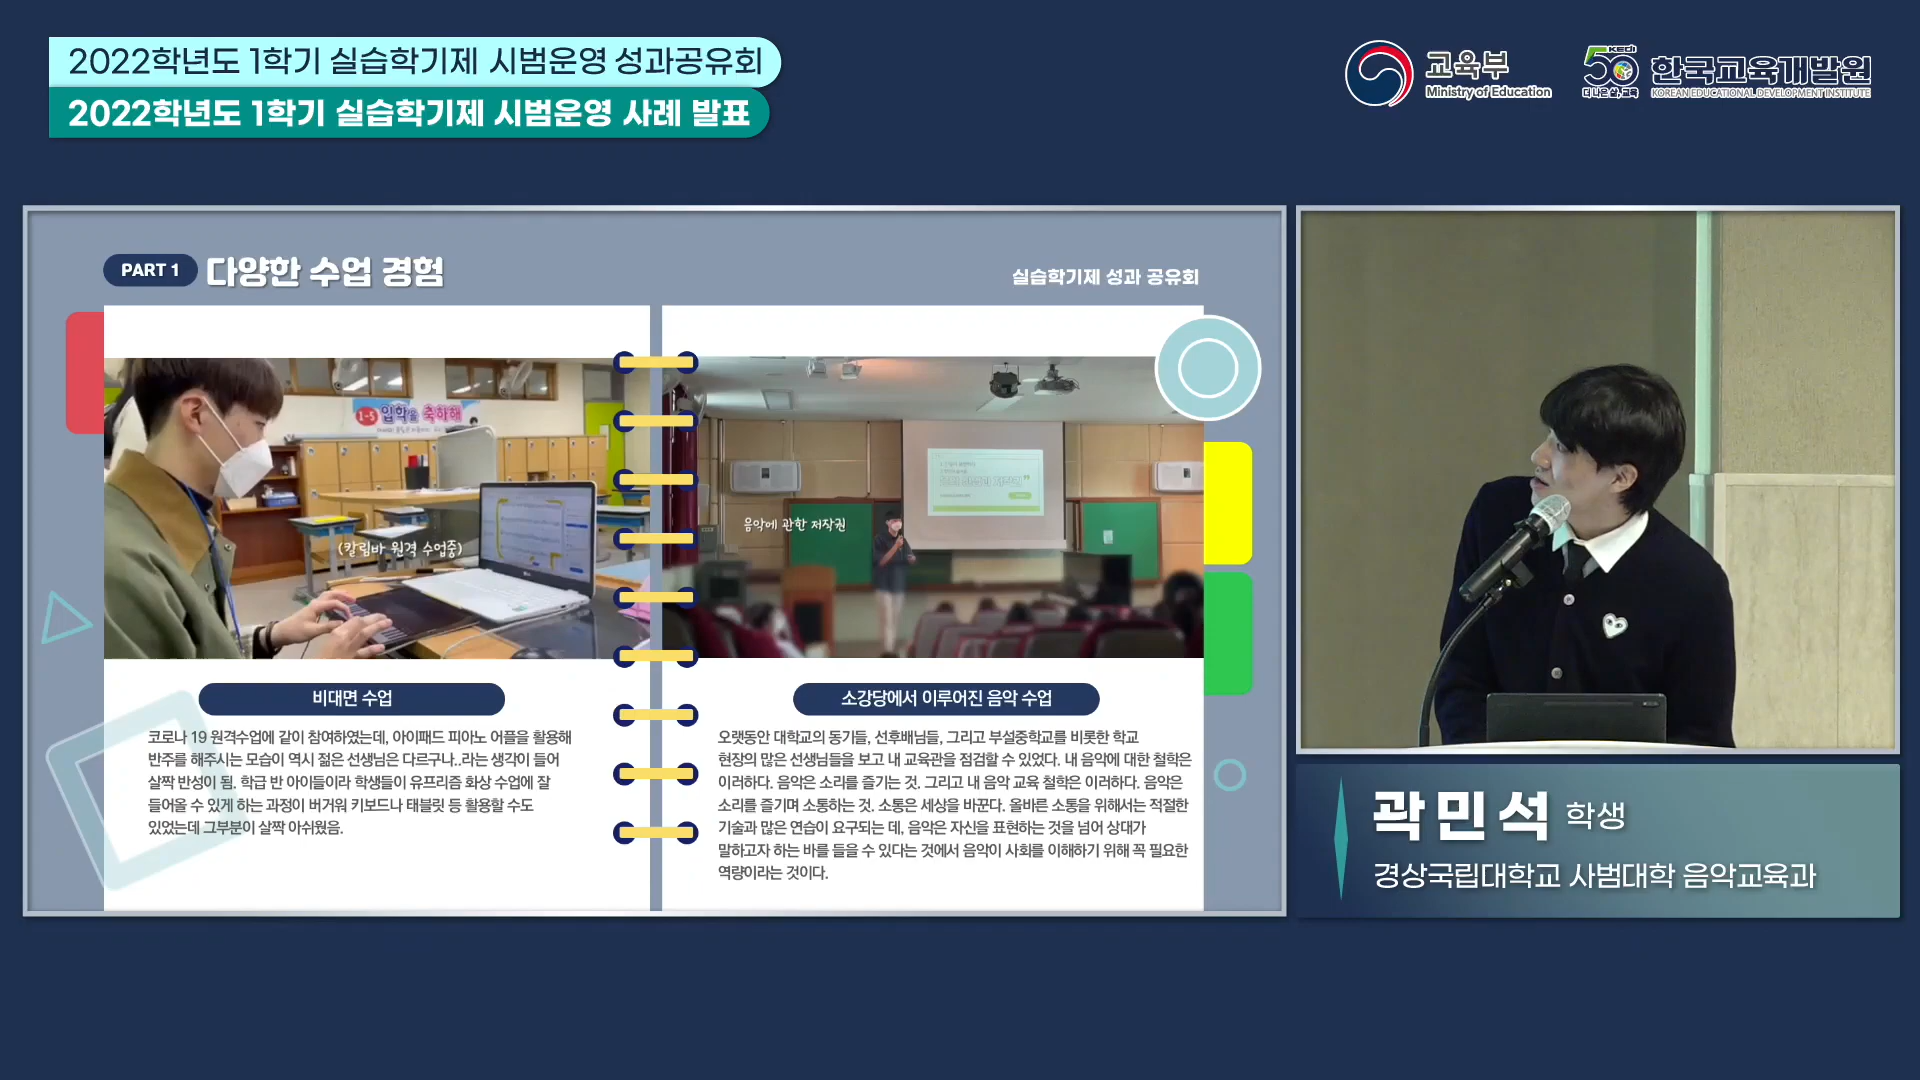 2022학년도 1학기 실습학기제 시범운영 성과공유회
2022학년도 1학기 실습학기제 시범운영 사례 발표
교육부
Ministry of Education
KEDI
50
더 나은 삶, 교육
한국교육개발원
KOREAN EDUCATIONAL DEVELOPMENT INSTITUTE
PART 1 다양한 수업 경험
실습학기제 성과 공유회
1-5 입학을 축하해
(칼림바 원격 수업중)
음악에 관한 저작권
비대면 수업
코로나 19 원격수업에 같이 참여하였는데, 아이패드 피아노 어플을 활용해
반주를 해주시는 모습이 역시 젊은 선생님은 다르구나..라는 생각이 들어
살짝 반성이 됨. 학급 반 아이들이라 학생들이 유프리즘 화상 수업에 잘
들어올 수 있게 하는 과정이 버거워 키보드나 태블릿 등 활용할 수도
있었는데 그부분이 살짝 아쉬웠음.
소강당에서 이루어진 음악 수업
오랫동안 대학교의 동기들, 선후배님들, 그리고 부설중학교를 비롯한 학교
현장의 많은 선생님들을 보고 내 교육관을 점검할 수 있었다. 내 음악에 대한 철학은
이러하다. 음악은 소리를 즐기는 것. 그리고 내 음악 교육 철학은 이러하다. 음악은
소리를 즐기며 소통하는 것. 소통은 세상을 바꾼다. 올바른 소통을 위해서는 적절한
기술과 많은 연습이 요구되는 데, 음악은 자신을 표현하는 것을 넘어 상대가
말하고자 하는 바를 들을 수 있다는 것에서 음악이 사회를 이해하기 위해 꼭 필요한
역량이라는 것이다.
곽민석 학생
경상국립대학교 사범대학 음악교육과